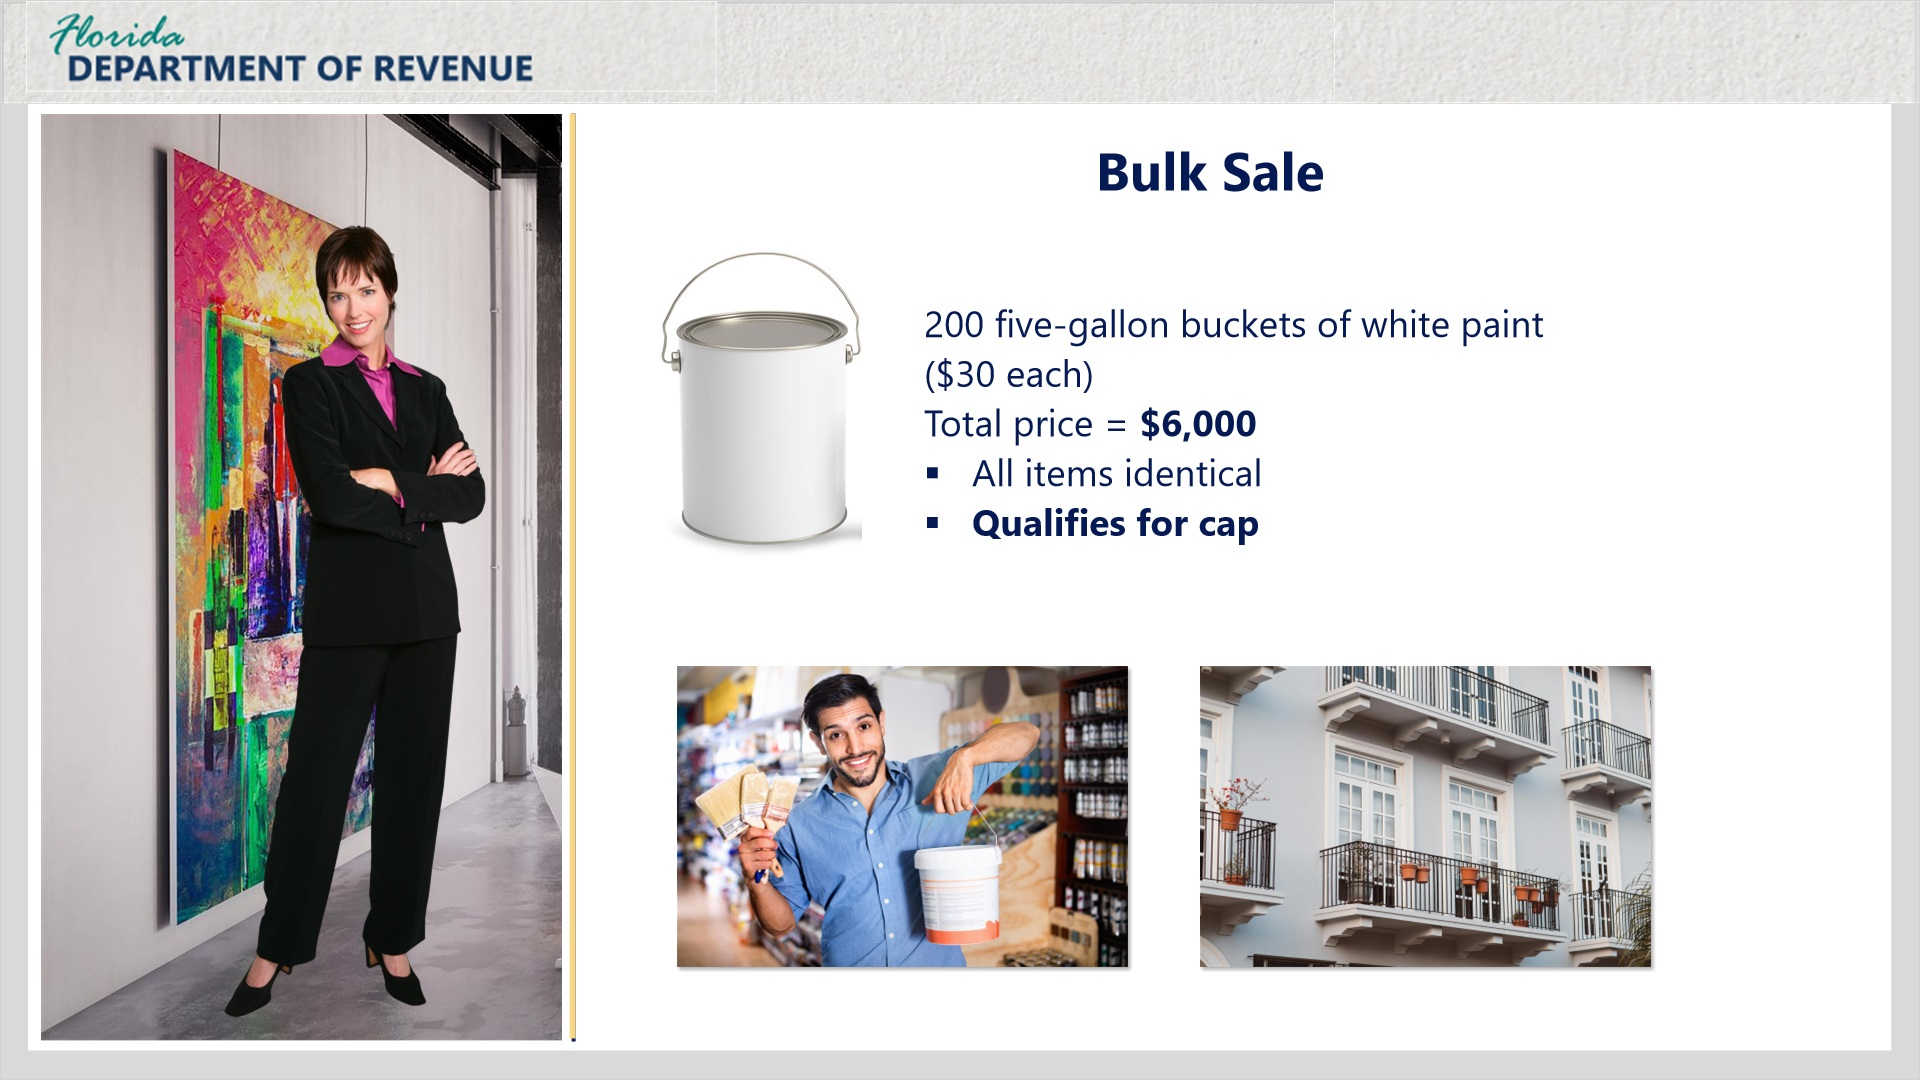 Florida
DEPARTMENT OF REVENUE
Bulk Sale
200 five-gallon buckets of white paint
($30 each)
Total price = $6,000
▪ All items identical
▪ Qualifies for cap